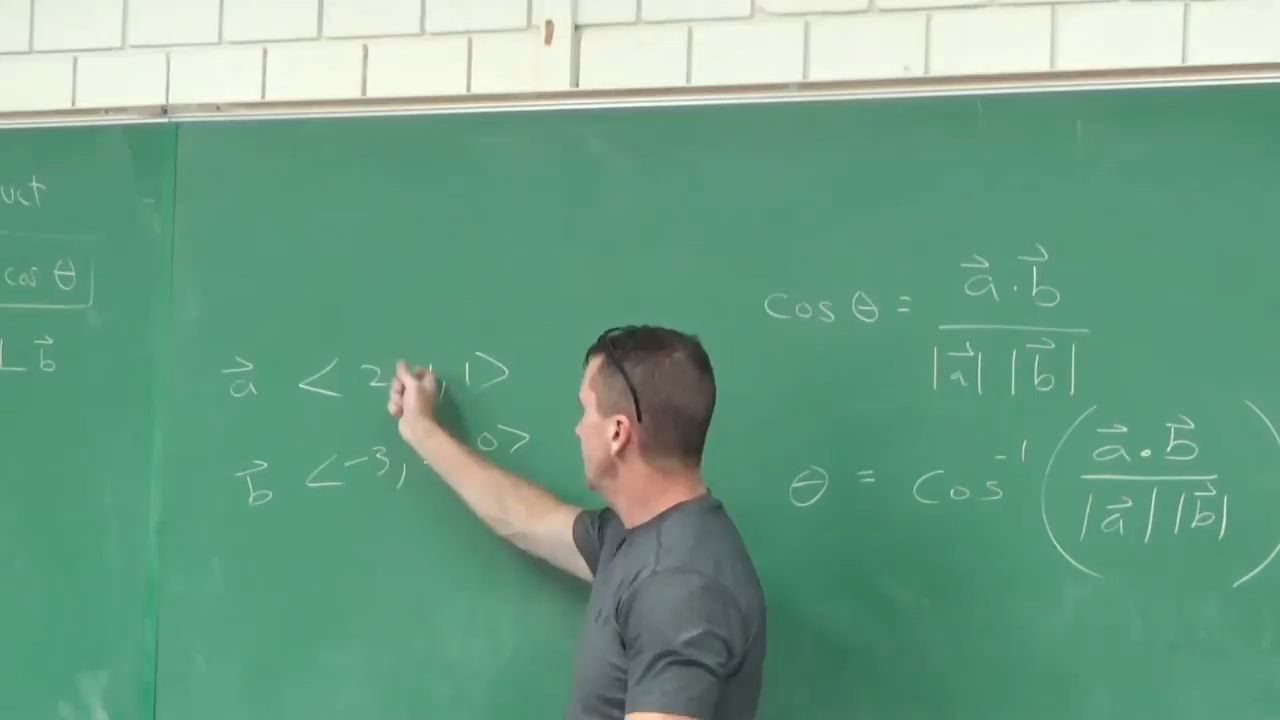 uct
cos θ
⊥ b⃗
a⃗ < 2 , 1>
b⃗ <-3, 0>
cos θ = a⃗ · b⃗ / |a⃗| |b⃗|
θ = cos⁻¹ ( a⃗ · b⃗ / |a⃗| |b⃗| )